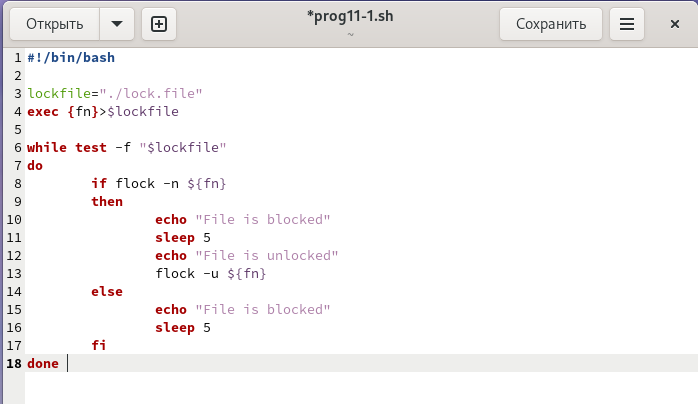 Открыть
*prog11-1.sh
~
Сохранить
1 #!/bin/bash
2
3 lockfile="./lock.file"
4 exec {fn}>$lockfile
5
6 while test -f "$lockfile"
7 do
8         if flock -n ${fn}
9         then
10                 echo "File is blocked"
11                 sleep 5
12                 echo "File is unlocked"
13                 flock -u ${fn}
14         else
15                 echo "File is blocked"
16                 sleep 5
17         fi
18 done